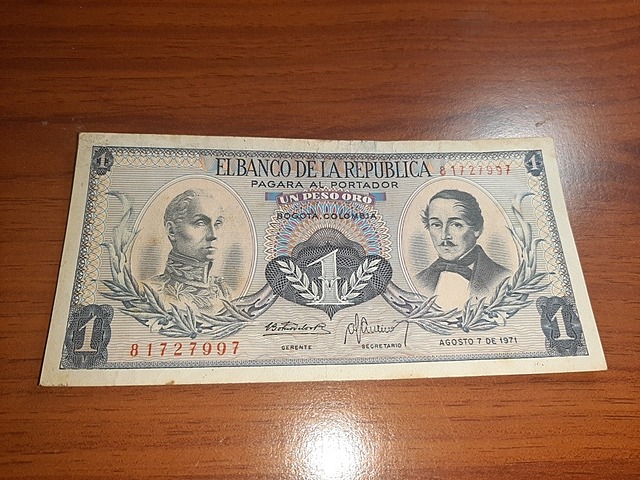 1
EL BANCO DE LA REPUBLICA
81727997
1
PAGARA AL PORTADOR
UN PESO ORO
BOGOTA, COLOMBIA
1
1
81727997
GERENTE
SECRETARIO
AGOSTO 7 DE 1971
1